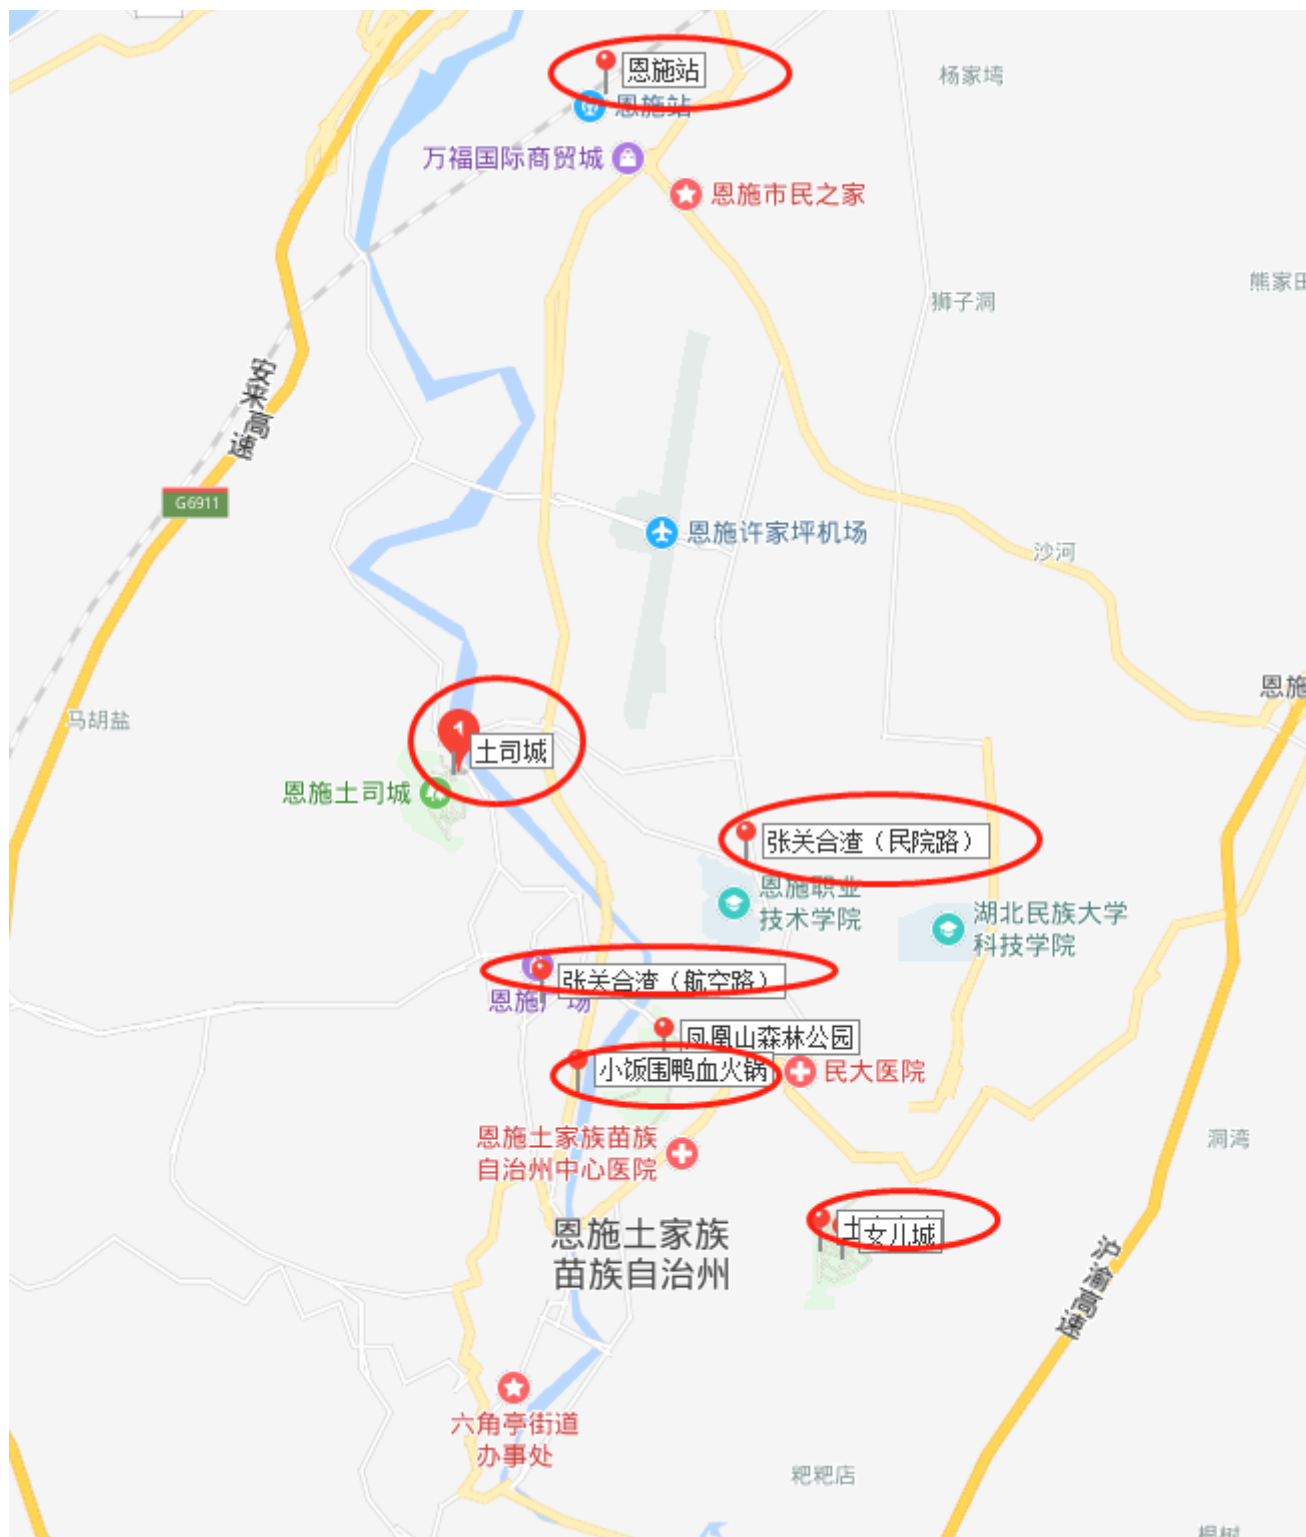 恩施站
杨家塆
恩施站
万福国际商贸城
恩施市民之家
熊家田
狮子洞
安来高速
G6911
恩施许家坪机场
沙河
恩施
马胡盐
土司城
恩施土司城
张关合渣（民院路）
恩施职业
技术学院
湖北民族大学
科技学院
张关合渣（航空路）
恩施广场
凤凰山森林公园
小饭围鸭血火锅
民大医院
恩施土家族苗族
自治州中心医院
洞湾
女儿城
恩施土家族
苗族自治州
沪渝高速
六角亭街道
办事处
粑粑店